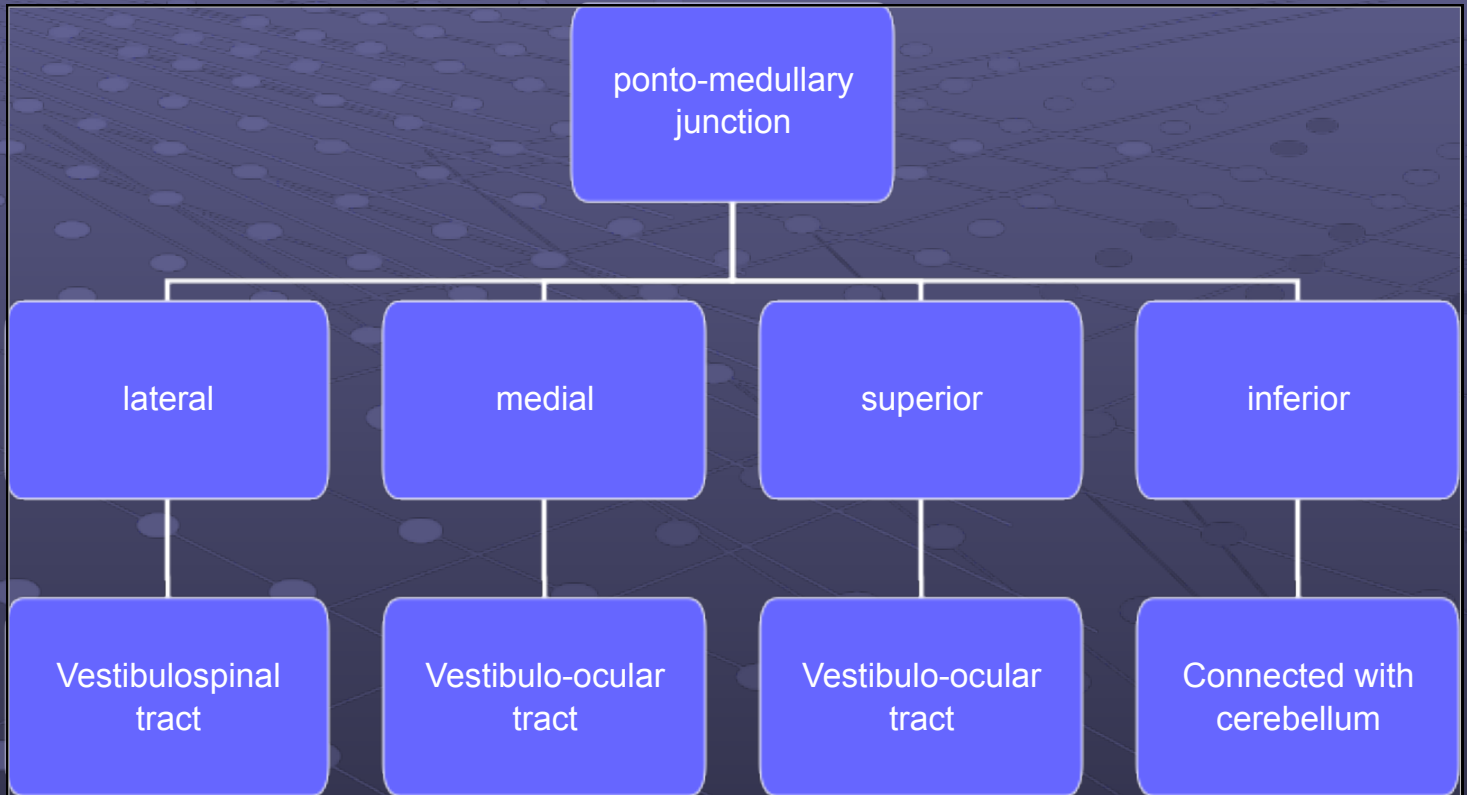 ponto-medullary
junction
lateral
medial
superior
inferior
Vestibulospinal
tract
Vestibulo-ocular
tract
Vestibulo-ocular
tract
Connected with
cerebellum